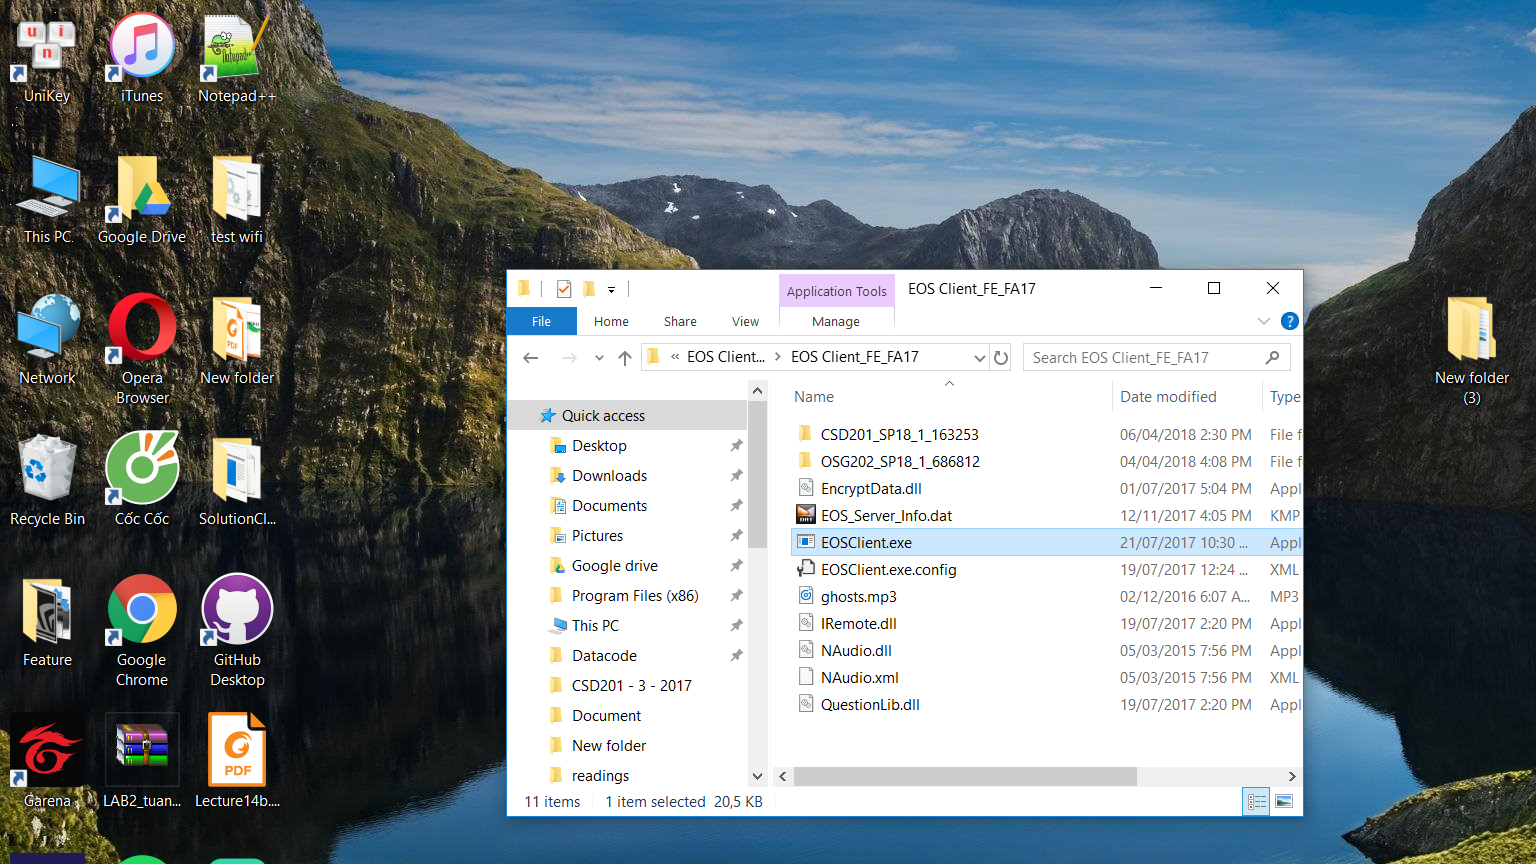 UniKey
iTunes
Notepad++
This PC
Google Drive
test wifi
Network
Opera
Browser
New folder
Recycle Bin
Cốc Cốc
SolutionCl...
Feature
Google
Chrome
GitHub
Desktop
Garena
LAB2_tuan...
PDF
Lecture14b....
New folder
(3)
Application Tools
EOS Client_FE_FA17
File
Home
Share
View
Manage
?
« EOS Client... > EOS Client_FE_FA17
Search EOS Client_FE_FA17
Quick access
Desktop
Downloads
Documents
Pictures
Google drive
Program Files (x86)
This PC
Datacode
CSD201 - 3 - 2017
Document
New folder
readings
Name Date modified Type
CSD201_SP18_1_163253 06/04/2018 2:30 PM File f
OSG202_SP18_1_686812 04/04/2018 4:08 PM File f
EncryptData.dll 01/07/2017 5:04 PM Appl
EOS_Server_Info.dat 12/11/2017 4:05 PM KMP
EOSClient.exe 21/07/2017 10:30 ... Appl
EOSClient.exe.config 19/07/2017 12:24 ... XML
ghosts.mp3 02/12/2016 6:07 A... MP3
IRemote.dll 19/07/2017 2:20 PM Appl
NAudio.dll 05/03/2015 7:56 PM Appl
NAudio.xml 05/03/2015 7:56 PM XML
QuestionLib.dll 19/07/2017 2:20 PM Appl
11 items 1 item selected 20,5 KB